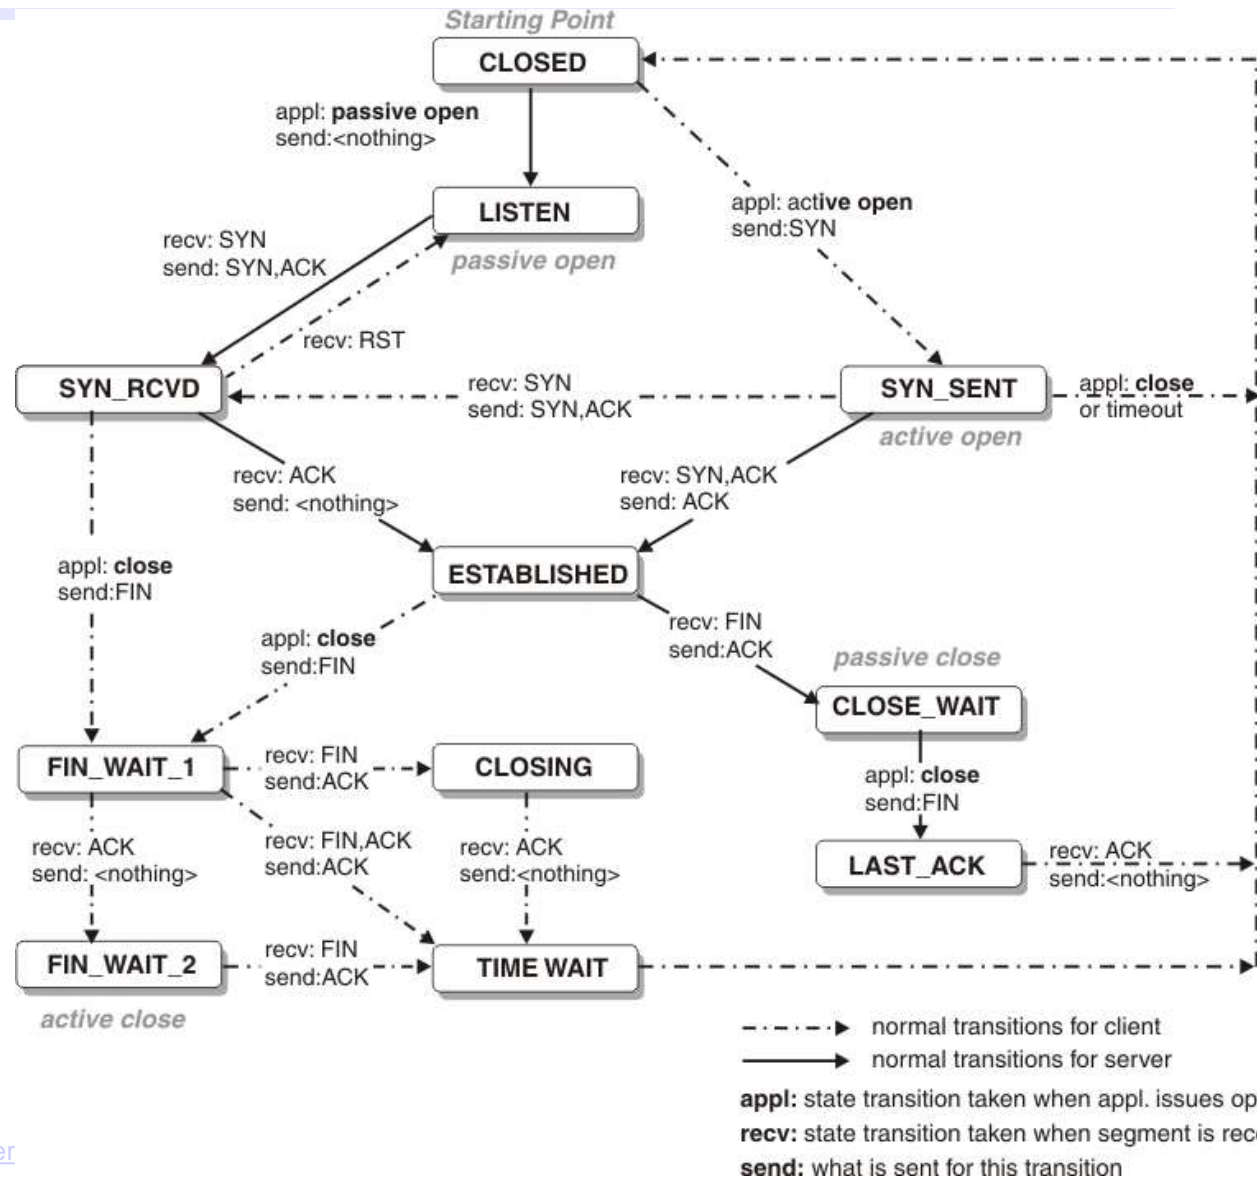 Starting Point
CLOSED
appl: passive open
send:<nothing>
LISTEN
passive open
appl: active open
send:SYN
recv: SYN
send: SYN,ACK
recv: RST
SYN_RCVD
recv: SYN
send: SYN,ACK
SYN_SENT
active open
appl: close
or timeout
recv: ACK
send: <nothing>
recv: SYN,ACK
send: ACK
appl: close
send:FIN
ESTABLISHED
appl: close
send:FIN
recv: FIN
send:ACK
passive close
CLOSE_WAIT
FIN_WAIT_1
recv: FIN
send:ACK
CLOSING
appl: close
send:FIN
recv: ACK
send: <nothing>
recv: FIN,ACK
send:ACK
recv: ACK
send:<nothing>
LAST_ACK
recv: ACK
send:<nothing>
FIN_WAIT_2
recv: FIN
send:ACK
TIME WAIT
active close
normal transitions for client
normal transitions for server
appl: state transition taken when appl. issues op
recv: state transition taken when segment is rec
send: what is sent for this transition
er